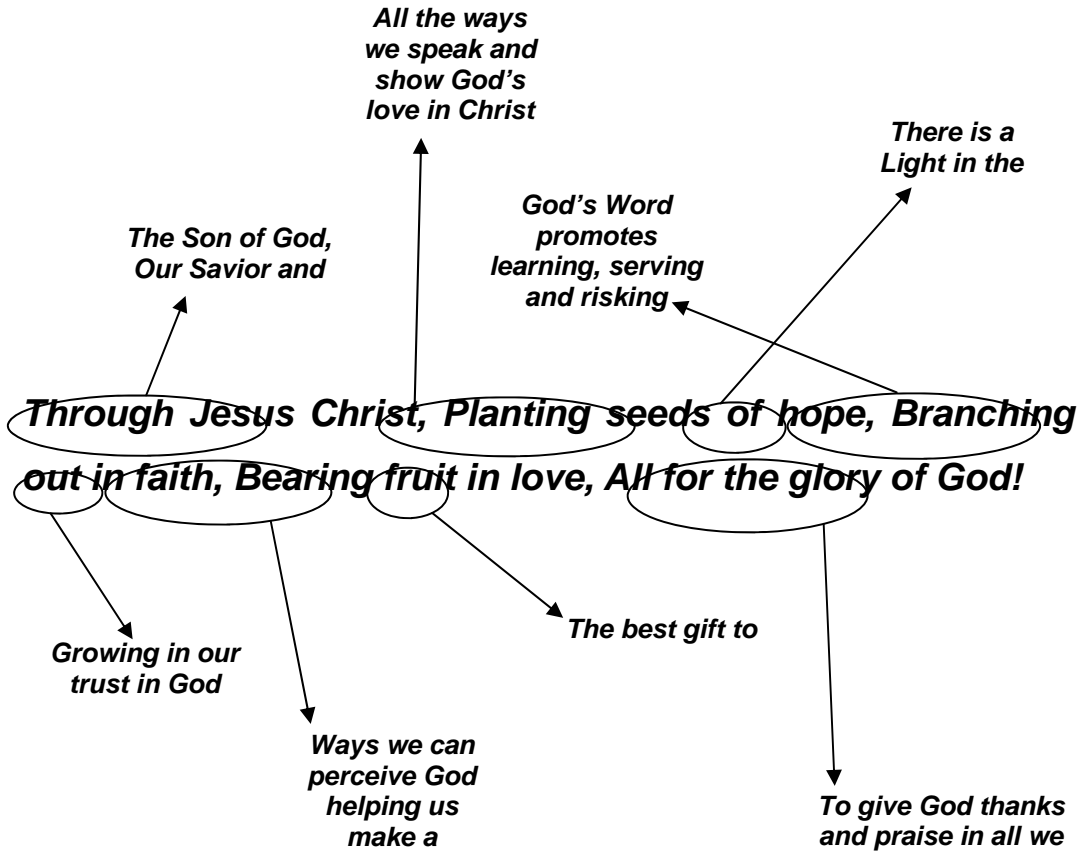 All the ways
we speak and
show God's
love in Christ
There is a
Light in the
God's Word
promotes
learning, serving
and risking
The Son of God,
Our Savior and
Through Jesus Christ, Planting seeds of hope, Branching
out in faith, Bearing fruit in love, All for the glory of God!
The best gift to
Growing in our
trust in God
Ways we can
perceive God
helping us
make a
To give God thanks
and praise in all we